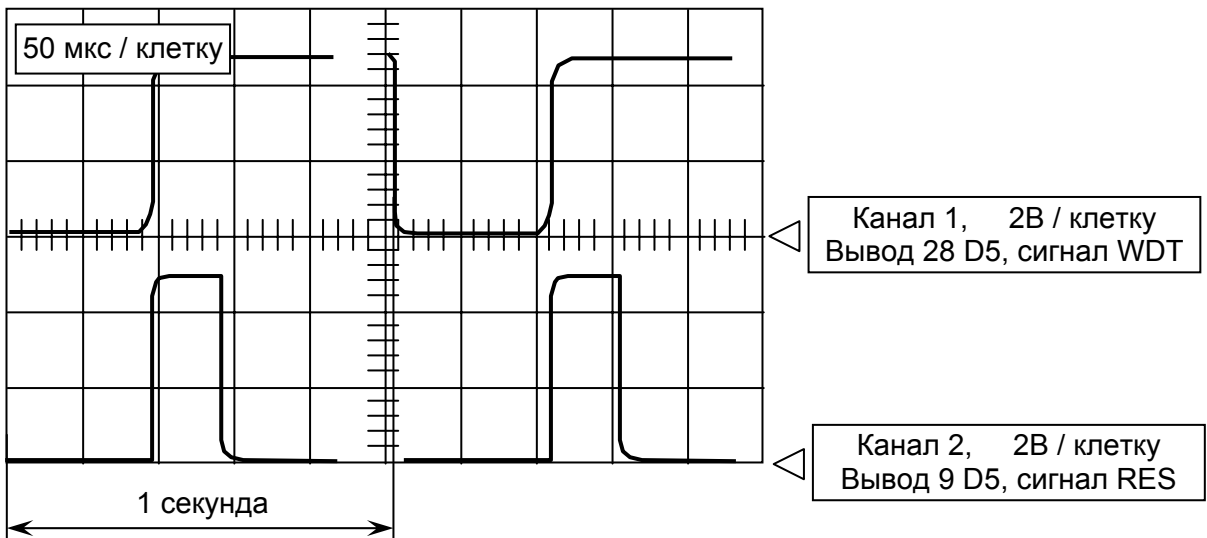 50 мкс / клетку
Канал 1, 2В / клетку
Вывод 28 D5, сигнал WDT
Канал 2, 2В / клетку
Вывод 9 D5, сигнал RES
1 секунда